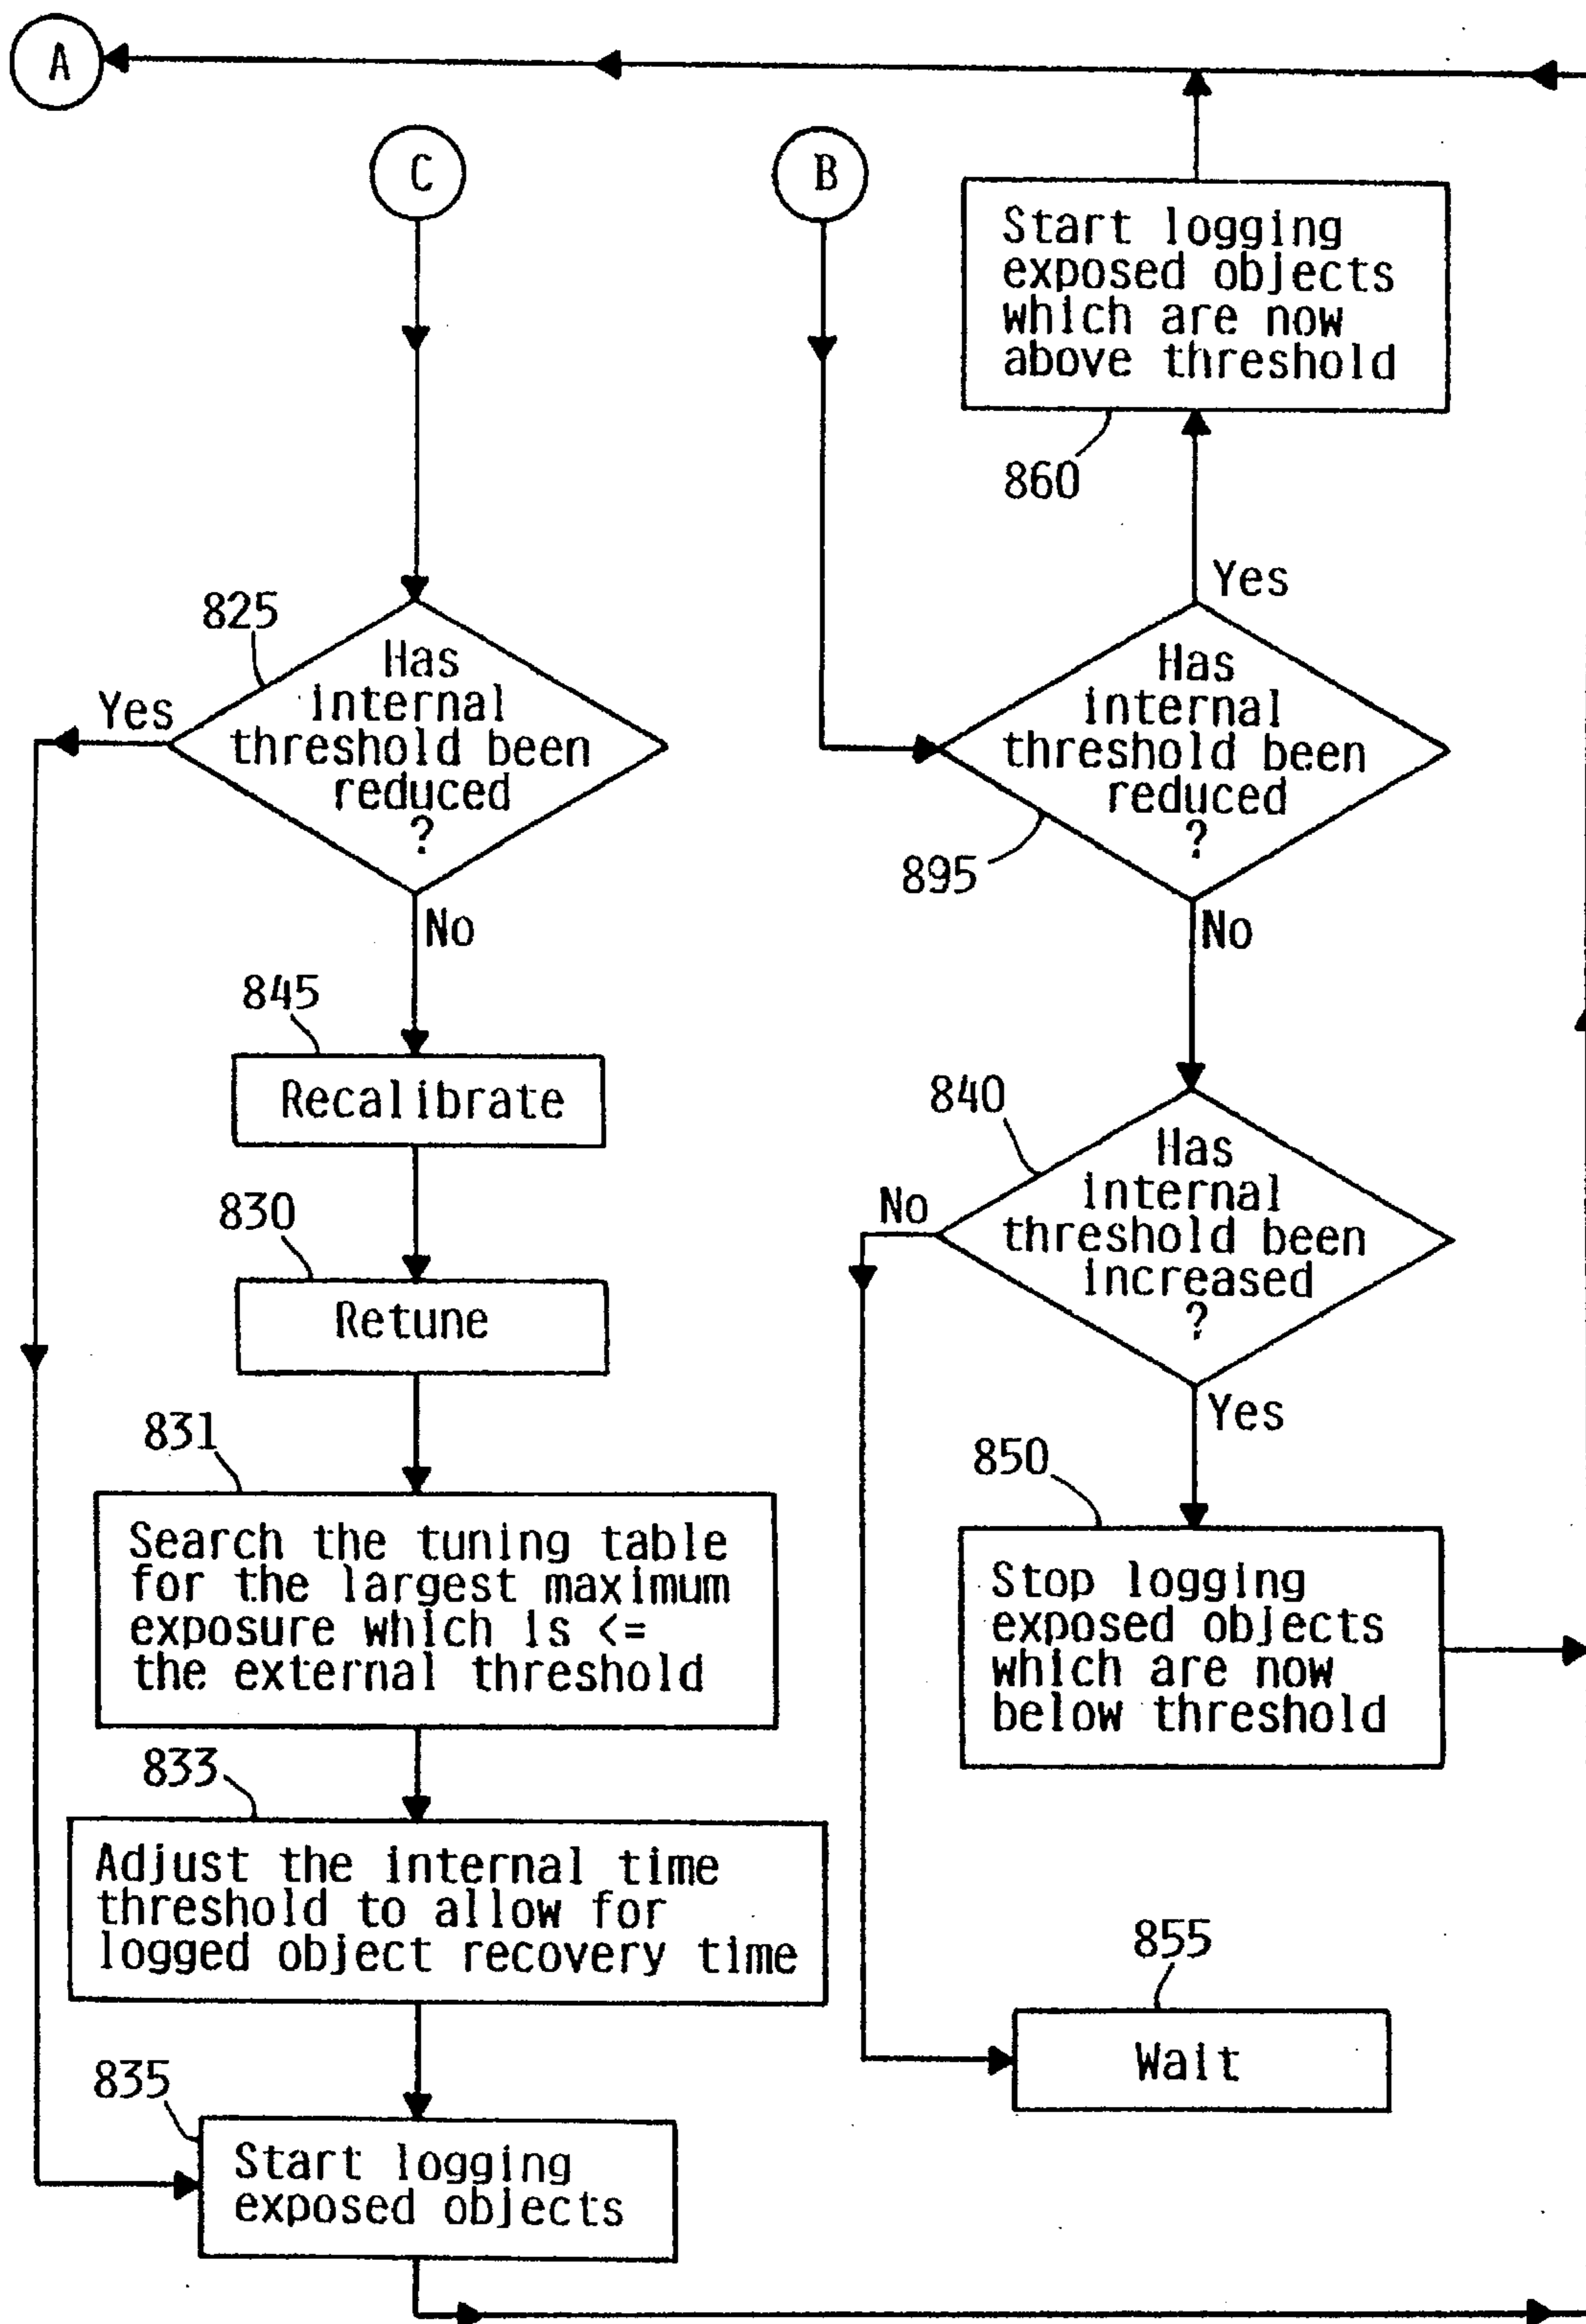 A
C
B
Start logging
exposed objects
which are now
above threshold
860
Yes
825
Has
internal
threshold been
reduced
?
Yes
No
Has
internal
threshold been
reduced
?
895
No
845
Recalibrate
840
Has
internal
threshold been
increased
?
No
Yes
830
Retune
831
Search the tuning table
for the largest maximum
exposure which is <=
the external threshold
850
Stop logging
exposed objects
which are now
below threshold
833
Adjust the internal time
threshold to allow for
logged object recovery time
855
Wait
835
Start logging
exposed objects